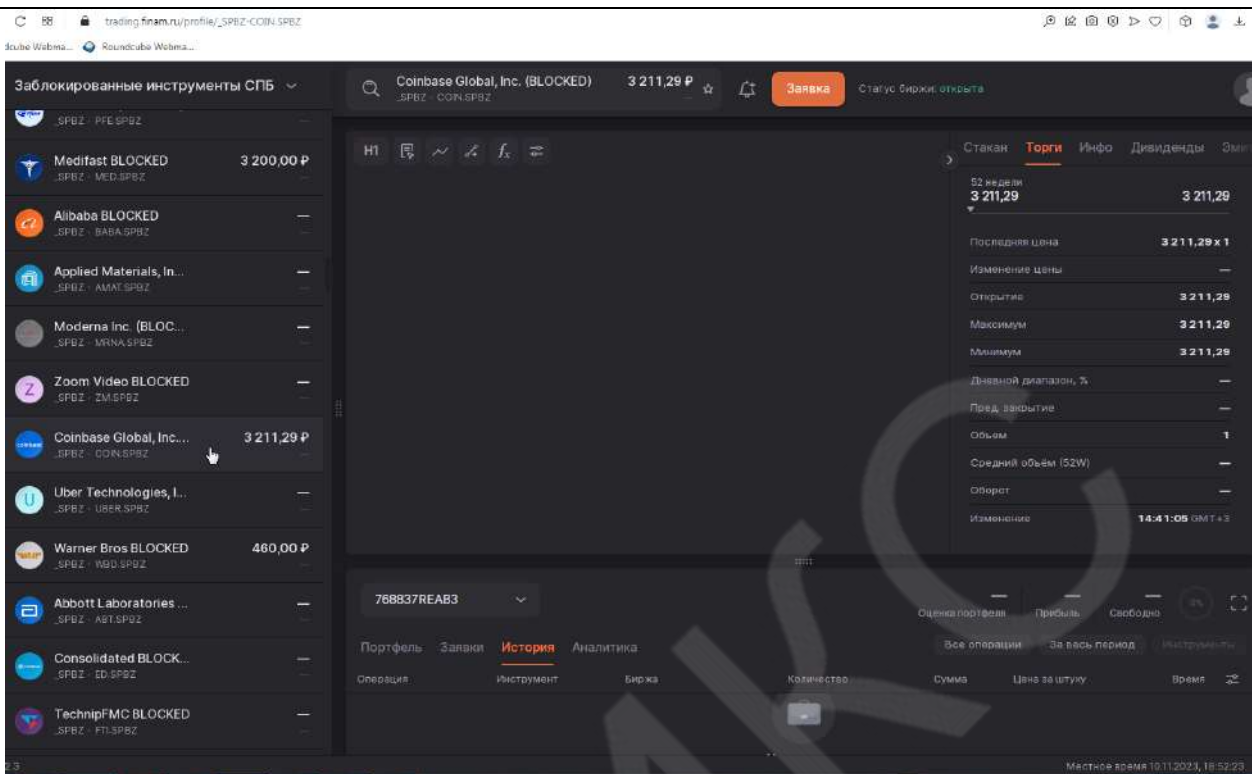 trading.finam.ru/profile/_SPBZ-COIN.SPBZ
dcube Webma... Roundcube Webma...
Заблокированные инструменты СПБ
Coinbase Global, Inc. (BLOCKED) 3 211,29 ₽
_SPBZ - COIN.SPBZ
Заявка
Статус биржи: открыта
_SPBZ - PFE.SPBZ
Medifast BLOCKED 3 200,00 ₽
_SPBZ - MED.SPBZ
Alibaba BLOCKED —
_SPBZ - BABA.SPBZ
Applied Materials, In... —
_SPBZ - AMAT.SPBZ
Moderna Inc. (BLOC... —
_SPBZ - MRNA.SPBZ
Zoom Video BLOCKED —
_SPBZ - ZM.SPBZ
Coinbase Global, Inc.... 3 211,29 ₽
_SPBZ - COIN.SPBZ
Uber Technologies, I... —
_SPBZ - UBER.SPBZ
Warner Bros BLOCKED 460,00 ₽
_SPBZ - WBD.SPBZ
Abbott Laboratories ... —
_SPBZ - ABT.SPBZ
Consolidated BLOCK... —
_SPBZ - ED.SPBZ
TechnipFMC BLOCKED —
_SPBZ - FTI.SPBZ
H1
Стакан Торги Инфо Дивиденды Эми
52 недели
3 211,29 3 211,29
Последняя цена 3 211,29 x 1
Изменение цены —
Открытие 3 211,29
Максимум 3 211,29
Минимум 3 211,29
Дневной диапазон, % —
Пред. закрытие —
Объем 1
Средний объём (52W) —
Оборот —
Изменение 14:41:05 GMT+3
768837REAB3
Оценка портфеля Прибыль Свободно 0%
Портфель Заявки История Аналитика
Все операции За весь период Инструменты
Операция Инструмент Биржа Количество Сумма Цена за штуку Время
МКС
Местное время 10.11.2023, 18:52:23